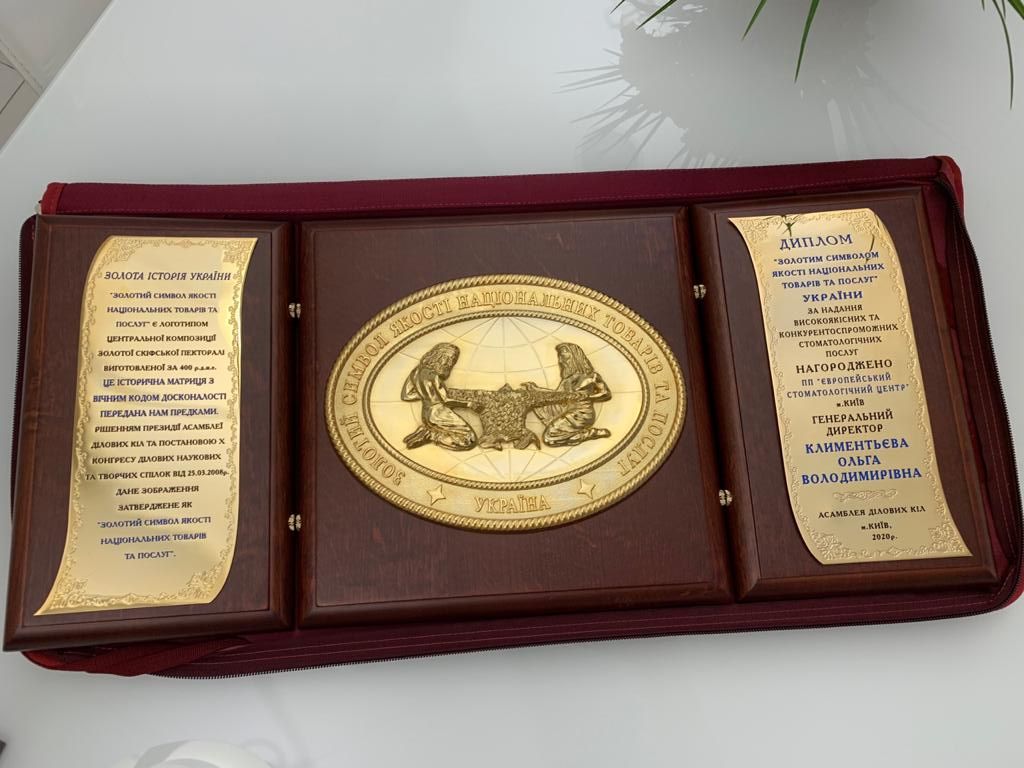 ЗОЛОТА ІСТОРІЯ УКРАЇНИ
"ЗОЛОТИЙ СИМВОЛ ЯКОСТІ
НАЦІОНАЛЬНИХ ТОВАРІВ ТА
ПОСЛУГ" Є ЛОГОТИПОМ
ЦЕНТРАЛЬНОЇ КОМПОЗИЦІЇ
ЗОЛОТОЇ СКІФСЬКОЇ ПЕКТОРАЛІ
ВИГОТОВЛЕНОЇ ЗА 400 р.д.н.е.
ЦЕ ІСТОРИЧНА МАТРИЦЯ З
ВІЧНИМ КОДОМ ДОСКОНАЛОСТІ
ПЕРЕДАНА НАМ ПРЕДКАМИ.
РІШЕННЯМ ПРЕЗИДІЇ АСАМБЛЕЇ
ДІЛОВИХ КІЛ ТА ПОСТАНОВОЮ X
КОНГРЕСУ ДІЛОВИХ НАУКОВИХ
ТА ТВОРЧИХ СПІЛОК ВІД 25.03.2008р.
ДАНЕ ЗОБРАЖЕННЯ
ЗАТВЕРДЖЕНЕ ЯК
"ЗОЛОТИЙ СИМВОЛ ЯКОСТІ
НАЦІОНАЛЬНИХ ТОВАРІВ
ТА ПОСЛУГ".
ЗОЛОТИЙ СИМВОЛ ЯКОСТІ НАЦІОНАЛЬНИХ ТОВАРІВ ТА ПОСЛУГ
УКРАЇНА
ДИПЛОМ
"ЗОЛОТИМ СИМВОЛОМ
ЯКОСТІ НАЦІОНАЛЬНИХ
ТОВАРІВ ТА ПОСЛУГ"
УКРАЇНИ
ЗА НАДАННЯ
ВИСОКОЯКІСНИХ ТА
КОНКУРЕНТОСПРОМОЖНИХ
СТОМАТОЛОГІЧНИХ
ПОСЛУГ
НАГОРОДЖЕНО
ПП "ЄВРОПЕЙСЬКИЙ
СТОМАТОЛОГІЧНИЙ ЦЕНТР"
м.КИЇВ
ГЕНЕРАЛЬНИЙ
ДИРЕКТОР
КЛИМЕНТЬЄВА
ОЛЬГА
ВОЛОДИМИРІВНА
АСАМБЛЕЯ ДІЛОВИХ КІЛ
м.КИЇВ,
2020р.